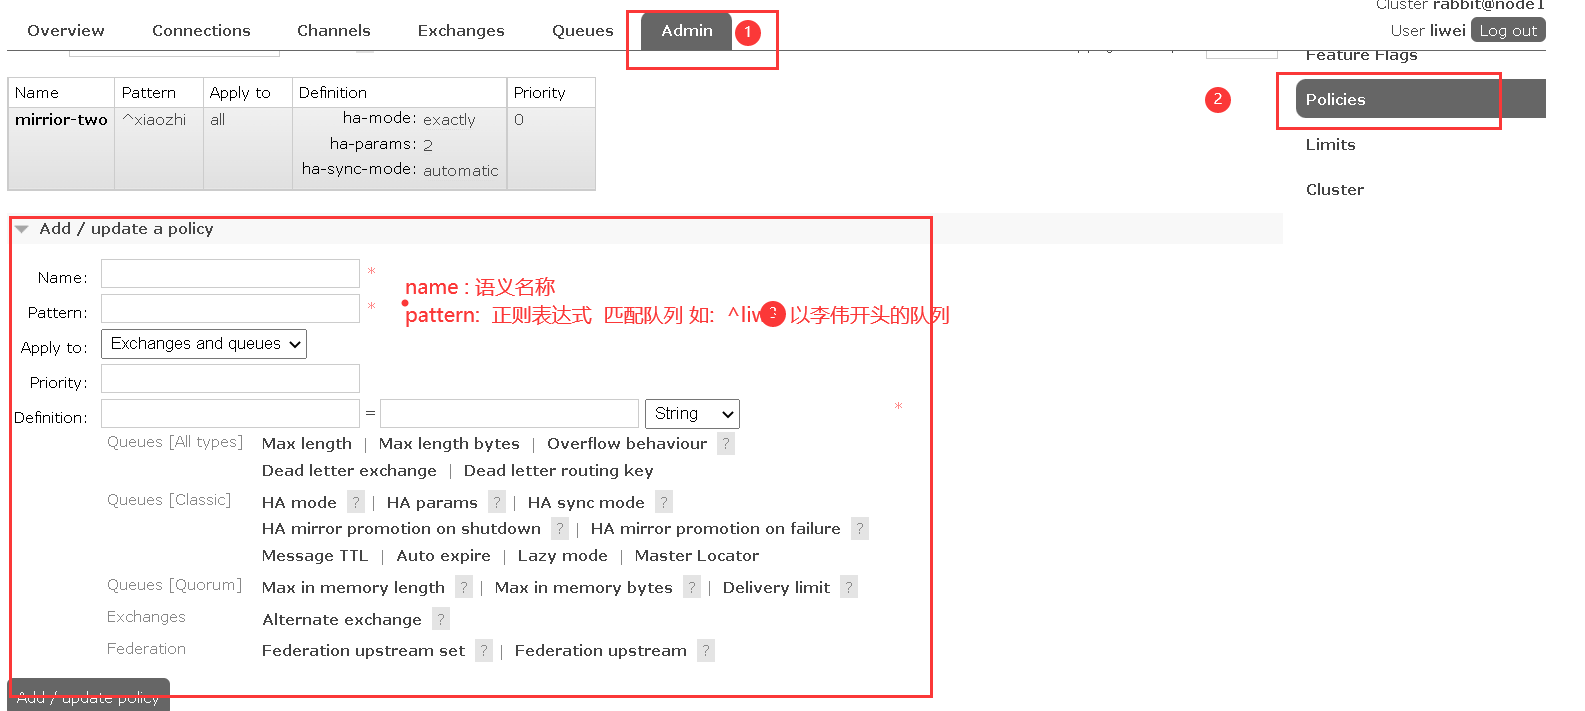 Cluster rabbit@node1
Overview Connections Channels Exchanges Queues Admin 1
User liwei Log out
Feature Flags
2 Policies
Limits
Cluster
Name Pattern Apply to Definition Priority
mirrior-two ^xiaozhi all ha-mode: exactly 0
ha-params: 2
ha-sync-mode: automatic
Add / update a policy
Name: *
name : 语义名称
Pattern: *
pattern: 正则表达式 匹配队列 如: ^liw 3 以李伟开头的队列
Apply to: Exchanges and queues
Priority:
Definition: = String *
Queues [All types] Max length | Max length bytes | Overflow behaviour ?
Dead letter exchange | Dead letter routing key
Queues [Classic] HA mode ? | HA params ? | HA sync mode ?
HA mirror promotion on shutdown ? | HA mirror promotion on failure ?
Message TTL | Auto expire | Lazy mode | Master Locator
Queues [Quorum] Max in memory length ? | Max in memory bytes ? | Delivery limit ?
Exchanges Alternate exchange ?
Federation Federation upstream set ? | Federation upstream ?
Add / update policy